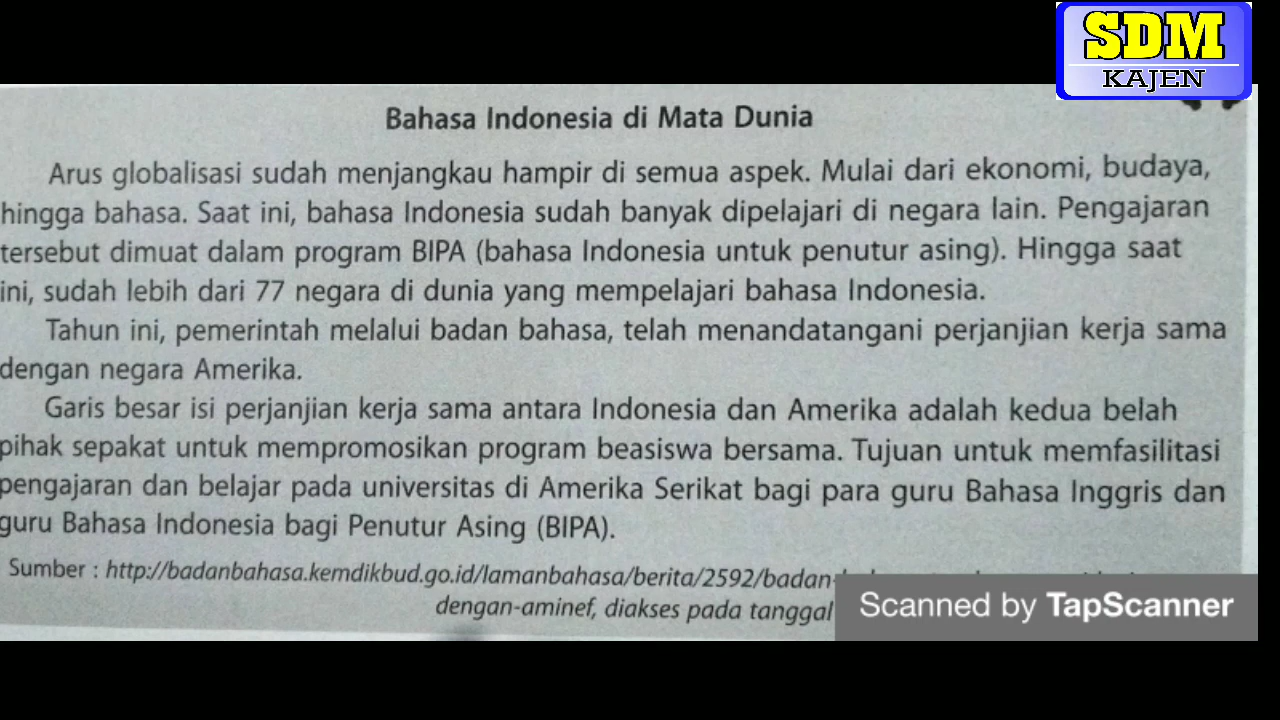 SDM
KAJEN
Bahasa Indonesia di Mata Dunia
Arus globalisasi sudah menjangkau hampir di semua aspek. Mulai dari ekonomi, budaya,
hingga bahasa. Saat ini, bahasa Indonesia sudah banyak dipelajari di negara lain. Pengajaran
tersebut dimuat dalam program BIPA (bahasa Indonesia untuk penutur asing). Hingga saat
ini, sudah lebih dari 77 negara di dunia yang mempelajari bahasa Indonesia.
Tahun ini, pemerintah melalui badan bahasa, telah menandatangani perjanjian kerja sama
dengan negara Amerika.
Garis besar isi perjanjian kerja sama antara Indonesia dan Amerika adalah kedua belah
pihak sepakat untuk mempromosikan program beasiswa bersama. Tujuan untuk memfasilitasi
pengajaran dan belajar pada universitas di Amerika Serikat bagi para guru Bahasa Inggris dan
guru Bahasa Indonesia bagi Penutur Asing (BIPA).
Sumber : http://badanbahasa.kemdikbud.go.id/lamanbahasa/berita/2592/badan-
dengan-aminef, diakses pada tanggal
Scanned by TapScanner